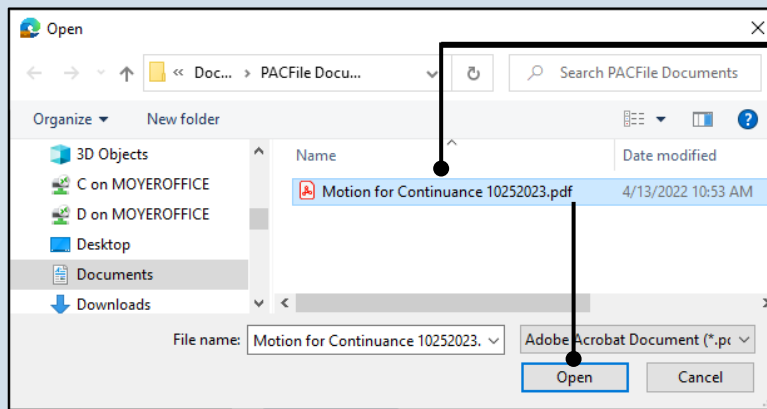 Open
« Doc... › PACFile Docu...
Search PACFile Documents
Organize
New folder
Name
Date modified
3D Objects
C on MOYEROFFICE
D on MOYEROFFICE
Desktop
Documents
Downloads
Motion for Continuance 10252023.pdf
4/13/2022 10:53 AM
File name:
Motion for Continuance 10252023.
Adobe Acrobat Document (*.pc
Open
Cancel